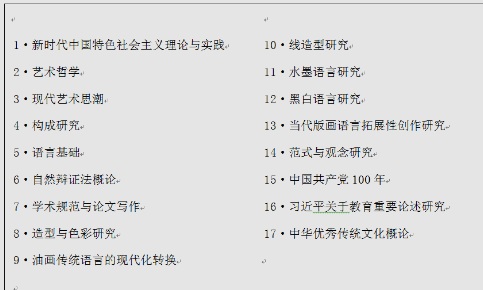 1·新时代中国特色社会主义理论与实践
2·艺术哲学
3·现代艺术思潮
4·构成研究
5·语言基础
6·自然辩证法概论
7·学术规范与论文写作
8·造型与色彩研究
9·油画传统语言的现代化转换
10·线造型研究
11·水墨语言研究
12·黑白语言研究
13·当代版画语言拓展性创作研究
14·范式与观念研究
15·中国共产党 100 年
16·习近平关于教育重要论述研究
17·中华优秀传统文化概论